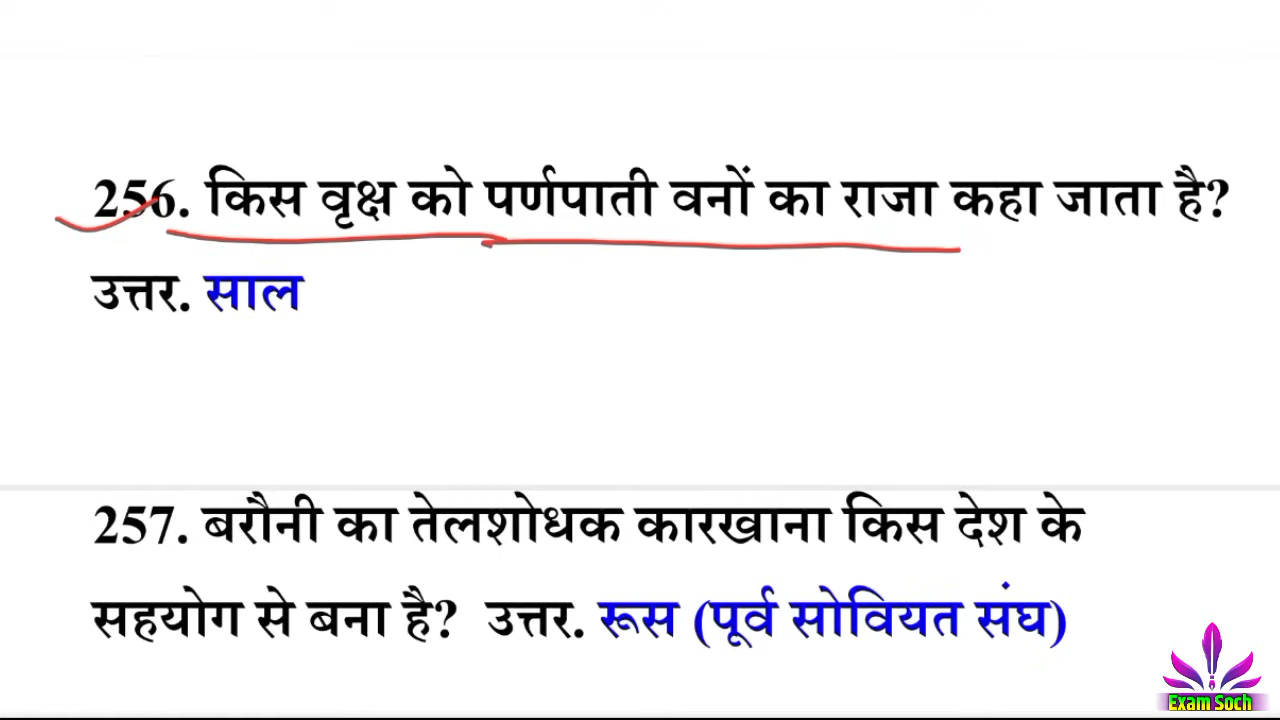 256. किस वृक्ष को पर्णपाती वनों का राजा कहा जाता है?
उत्तर. साल
257. बरौनी का तेलशोधक कारखाना किस देश के
सहयोग से बना है? उत्तर. रूस (पूर्व सोवियत संघ)
Exam Soch